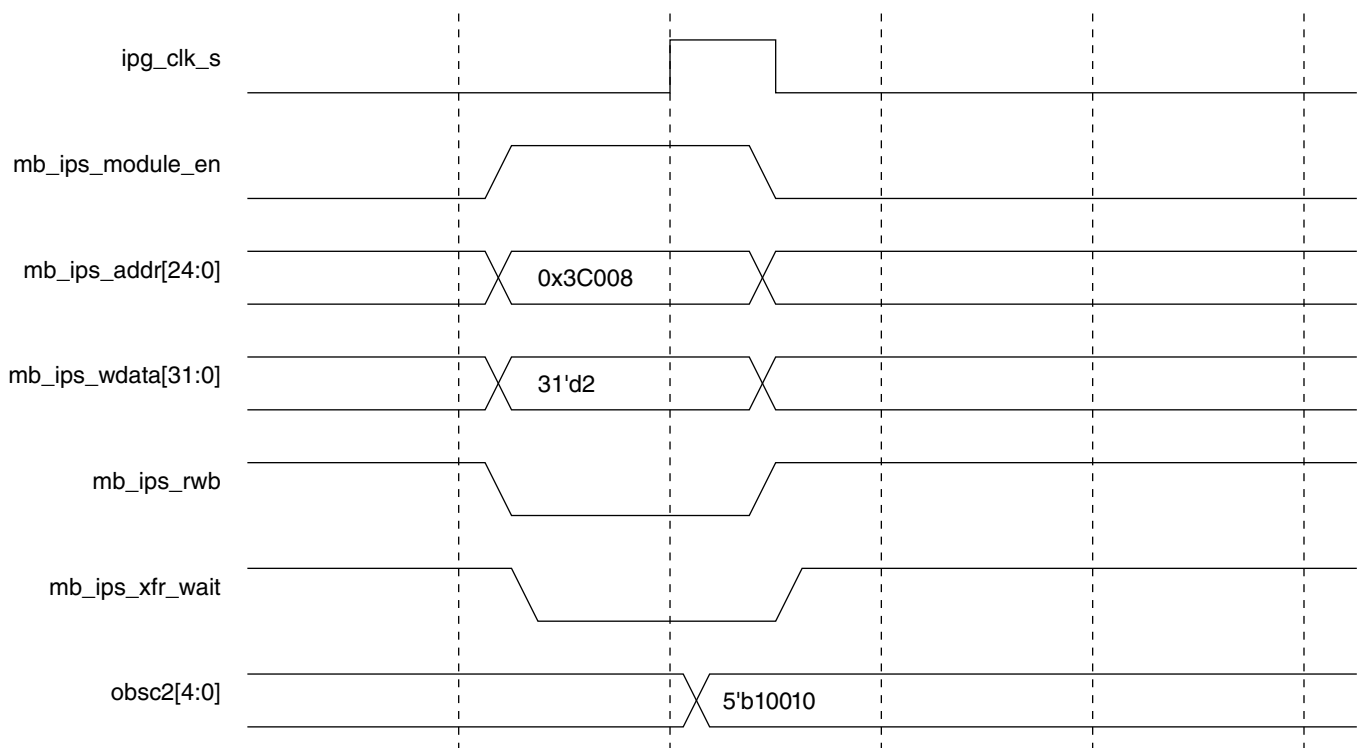 ipg_clk_s
mb_ips_module_en
mb_ips_addr[24:0]
0x3C008
mb_ips_wdata[31:0]
31'd2
mb_ips_rwb
mb_ips_xfr_wait
obsc2[4:0]
5'b10010